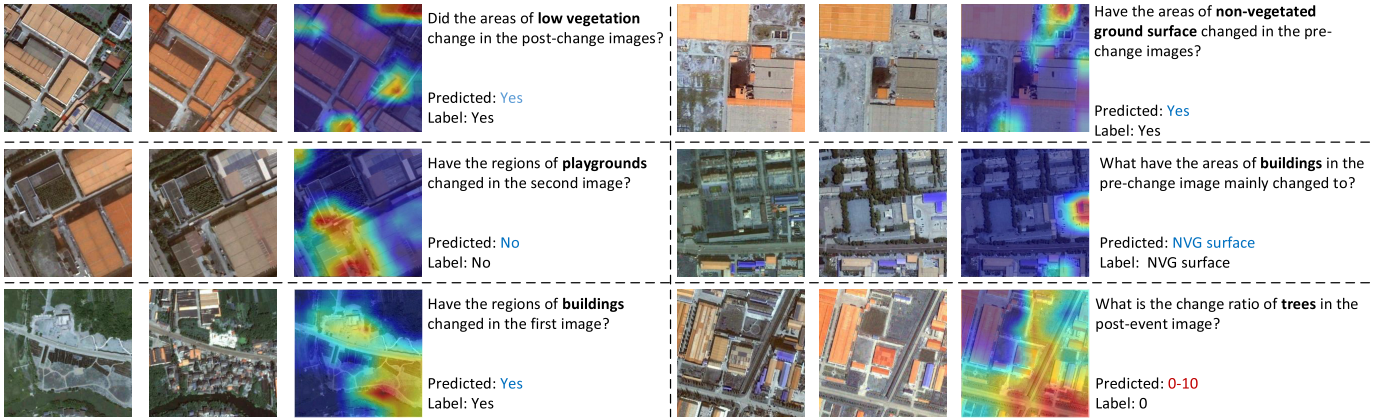 Did the areas of low vegetation
change in the post-change images?
Predicted: Yes
Label: Yes
Have the areas of non-vegetated
ground surface changed in the pre-
change images?
Predicted: Yes
Label: Yes
Have the regions of playgrounds
changed in the second image?
Predicted: No
Label: No
What have the areas of buildings in the
pre-change image mainly changed to?
Predicted: NVG surface
Label: NVG surface
Have the regions of buildings
changed in the first image?
Predicted: Yes
Label: Yes
What is the change ratio of trees in the
post-event image?
Predicted: 0-10
Label: 0